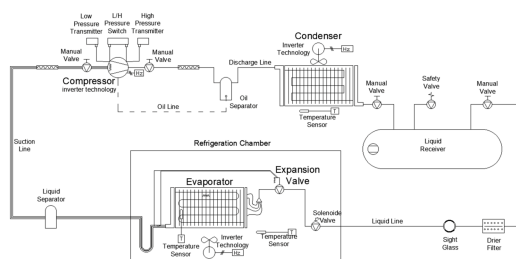 Low
Pressure
Transmitter
L/H
Pressure
Switch
High
Pressure
Transmitter
Manual
Valve
Manual
Valve
Hz
Compressor
inverter technology
Discharge Line
Oil Line
Oil
Separator
Condenser
Inverter
Technology
Hz
T
Temperature
Sensor
Manual
Valve
Safety
Valve
Manual
Valve
Liquid
Receiver
Suction
Line
Refrigeration Chamber
Evaporator
Expansion
Valve
Liquid
Separator
Solenoide
Valve
Liquid Line
T
Temperature
Sensor
Inverter
Technology
Hz
Temperature
Sensor
T
Sight
Glass
Drier
Filter